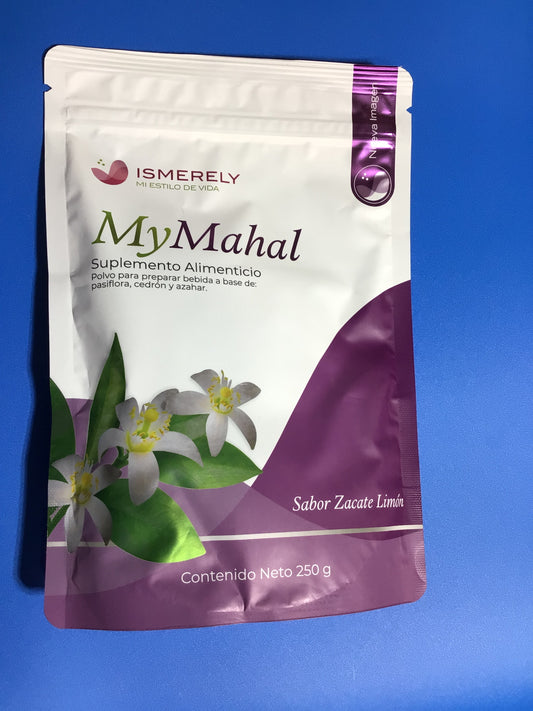 Nueva Imagen
ISMERELY
MI ESTILO DE VIDA
MyMahal
Suplemento Alimenticio
Polvo para preparar bebida a base de:
pasiflora, cedrón y azahar.
Sabor Zacate Limón
Contenido Neto 250 g